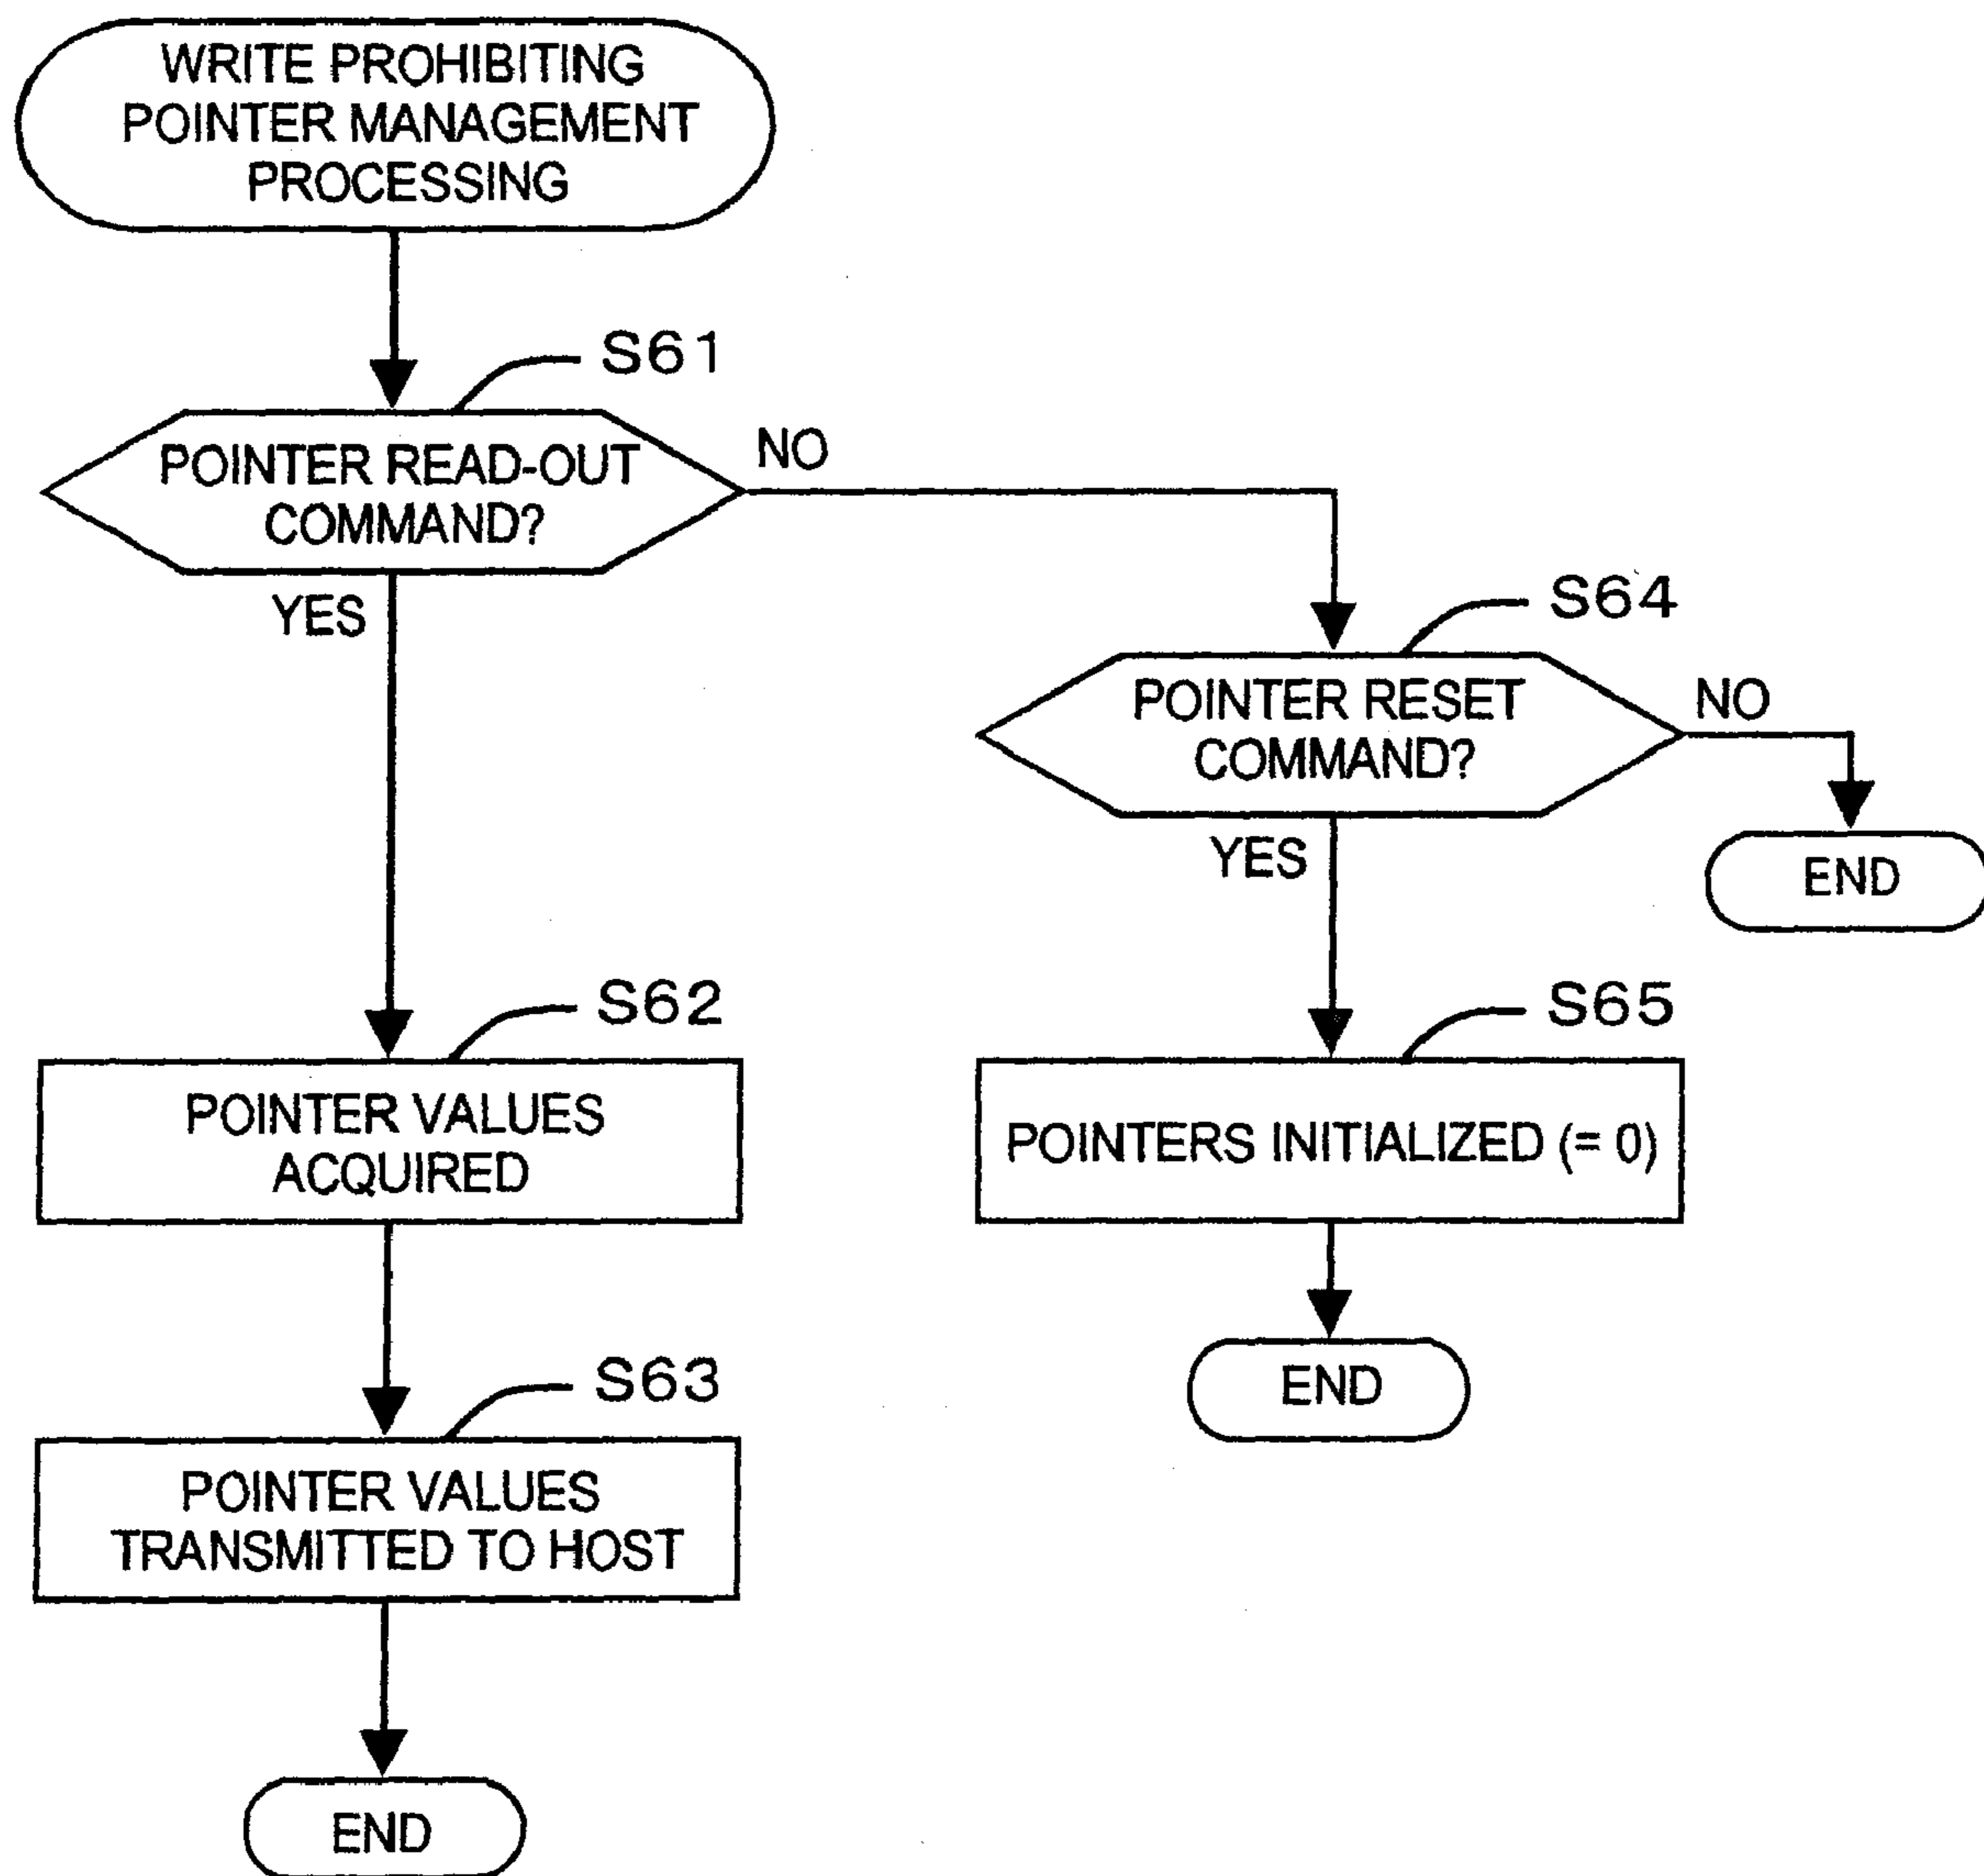 WRITE PROHIBITING
POINTER MANAGEMENT
PROCESSING
S61
POINTER READ-OUT
COMMAND?
NO
YES
S64
POINTER RESET
COMMAND?
NO
YES
END
S62
POINTER VALUES
ACQUIRED
S65
POINTERS INITIALIZED (= 0)
END
S63
POINTER VALUES
TRANSMITTED TO HOST
END